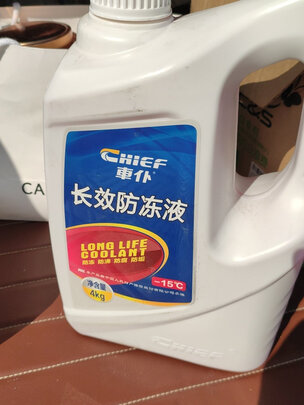 CHIEF
車仆
长效防冻液
LONG LIFE
COOLANT
防冻 防沸 防腐 防垢
-15℃
净含量
4kg
CHIEF
CA